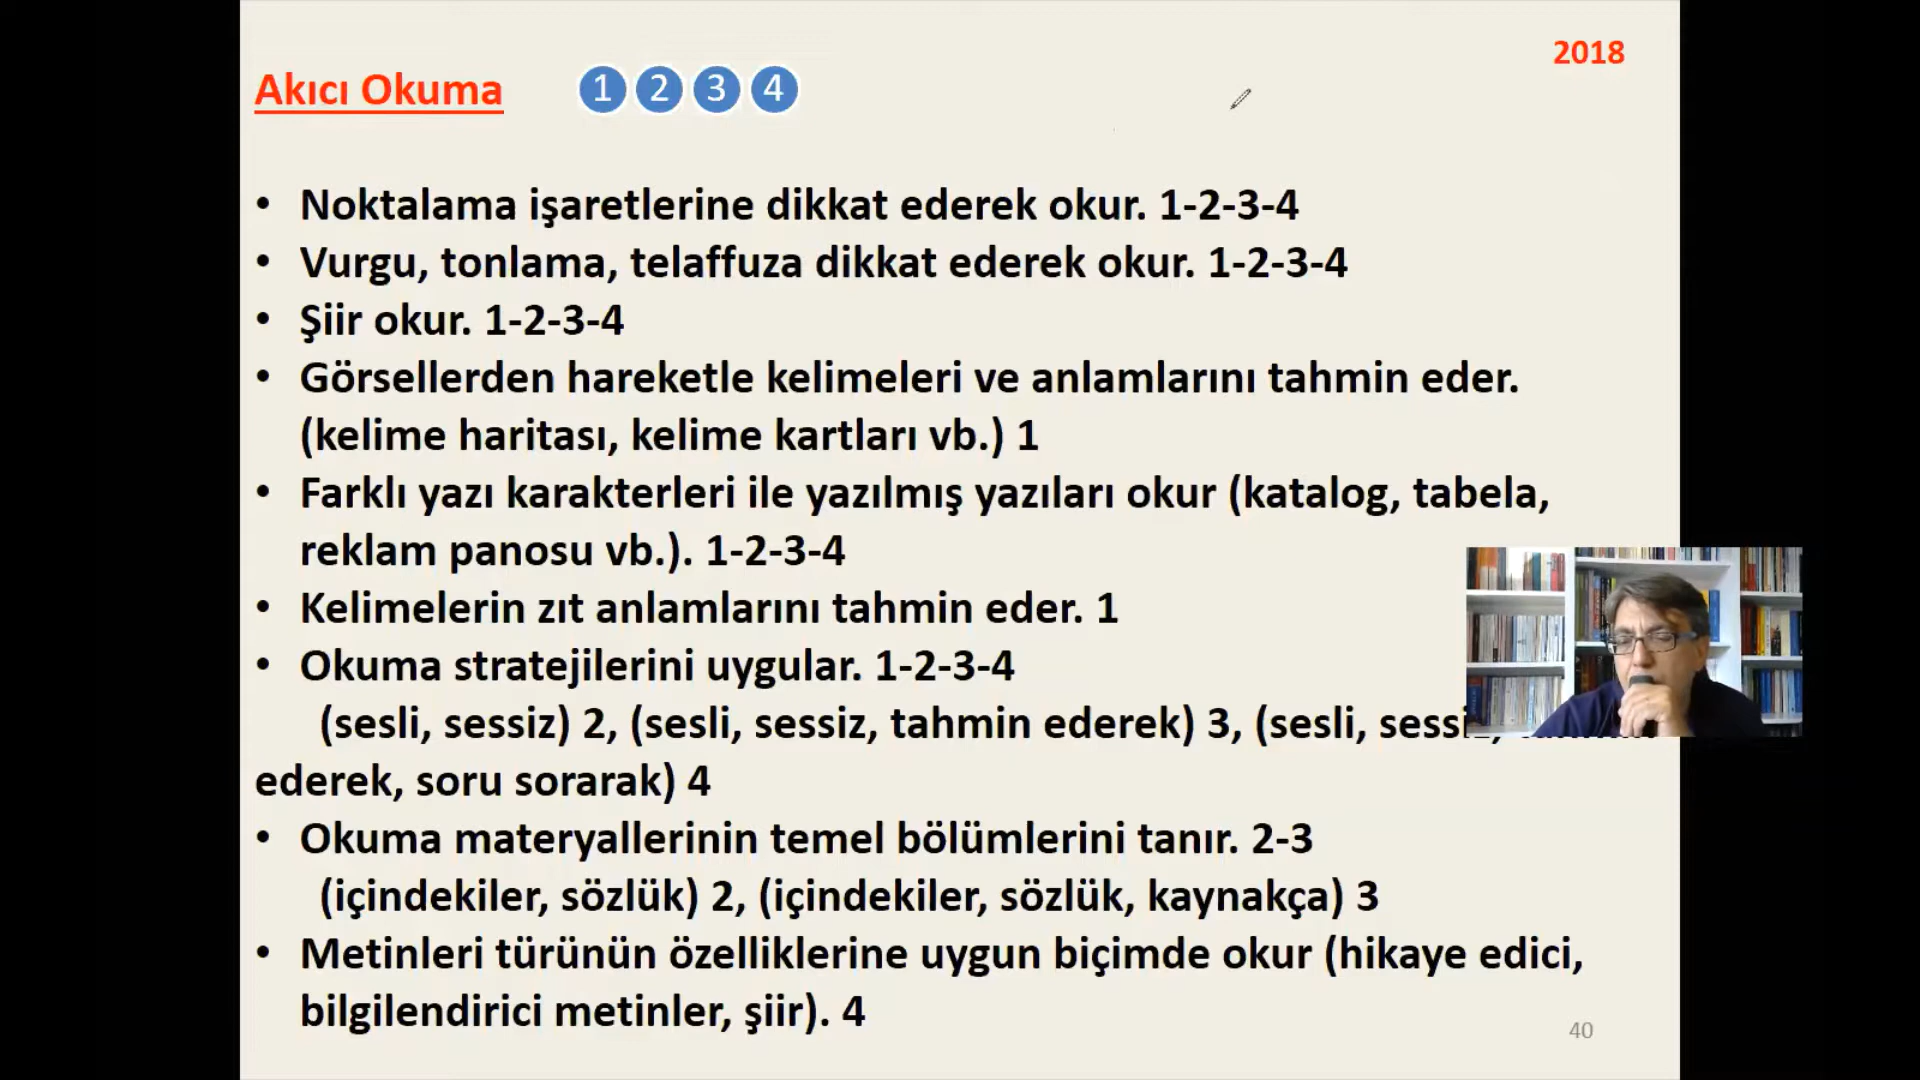 2018
Akıcı Okuma 1 2 3 4
• Noktalama işaretlerine dikkat ederek okur. 1-2-3-4
• Vurgu, tonlama, telaffuza dikkat ederek okur. 1-2-3-4
• Şiir okur. 1-2-3-4
• Görsellerden hareketle kelimeleri ve anlamlarını tahmin eder.
(kelime haritası, kelime kartları vb.) 1
• Farklı yazı karakterleri ile yazılmış yazıları okur (katalog, tabela,
reklam panosu vb.). 1-2-3-4
• Kelimelerin zıt anlamlarını tahmin eder. 1
• Okuma stratejilerini uygular. 1-2-3-4
(sesli, sessiz) 2, (sesli, sessiz, tahmin ederek) 3, (sesli,
ederek, soru sorarak) 4
• Okuma materyallerinin temel bölümlerini tanır. 2-3
(içindekiler, sözlük) 2, (içindekiler, sözlük, kaynakça) 3
• Metinleri türünün özelliklerine uygun biçimde okur (hikaye edici,
bilgilendirici metinler, şiir). 4
40